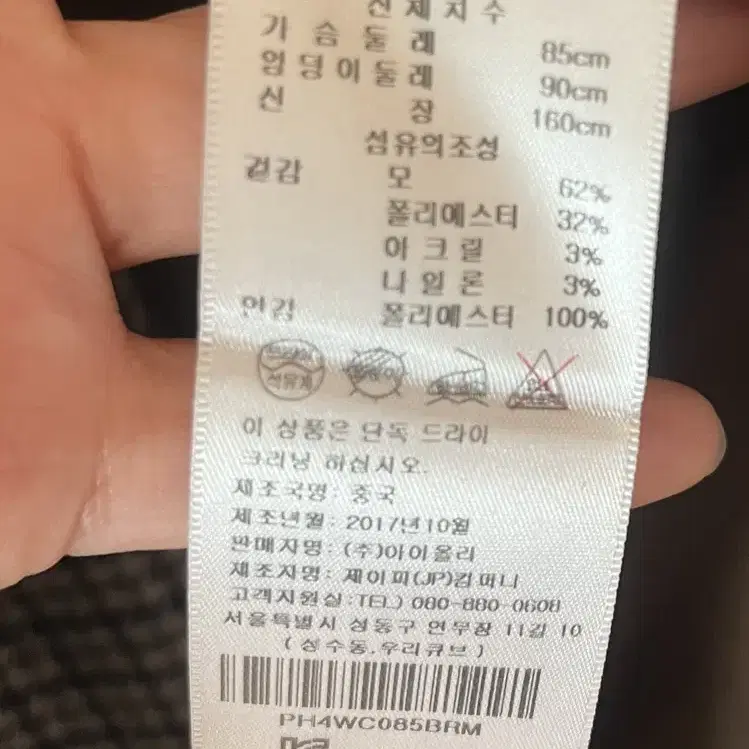 신체치수
가슴둘레 85cm
엉덩이둘레 90cm
신장 160cm
섬유의조성
겉감 모 62%
폴리에스터 32%
아크릴 3%
나일론 3%
안감 폴리에스터 100%
드라이
석유계
이 상품은 단독 드라이
크리닝 하십시오.
제조국명: 중국
제조년월: 2017년10월
판매자명: (주)아이올리
제조자명: 제이피(JP)컴퍼니
고객지원실:TEL) 080-880-0608
서울특별시 성동구 연무장 11길 10
(성수동,우리큐브)
PH4WC085BRM